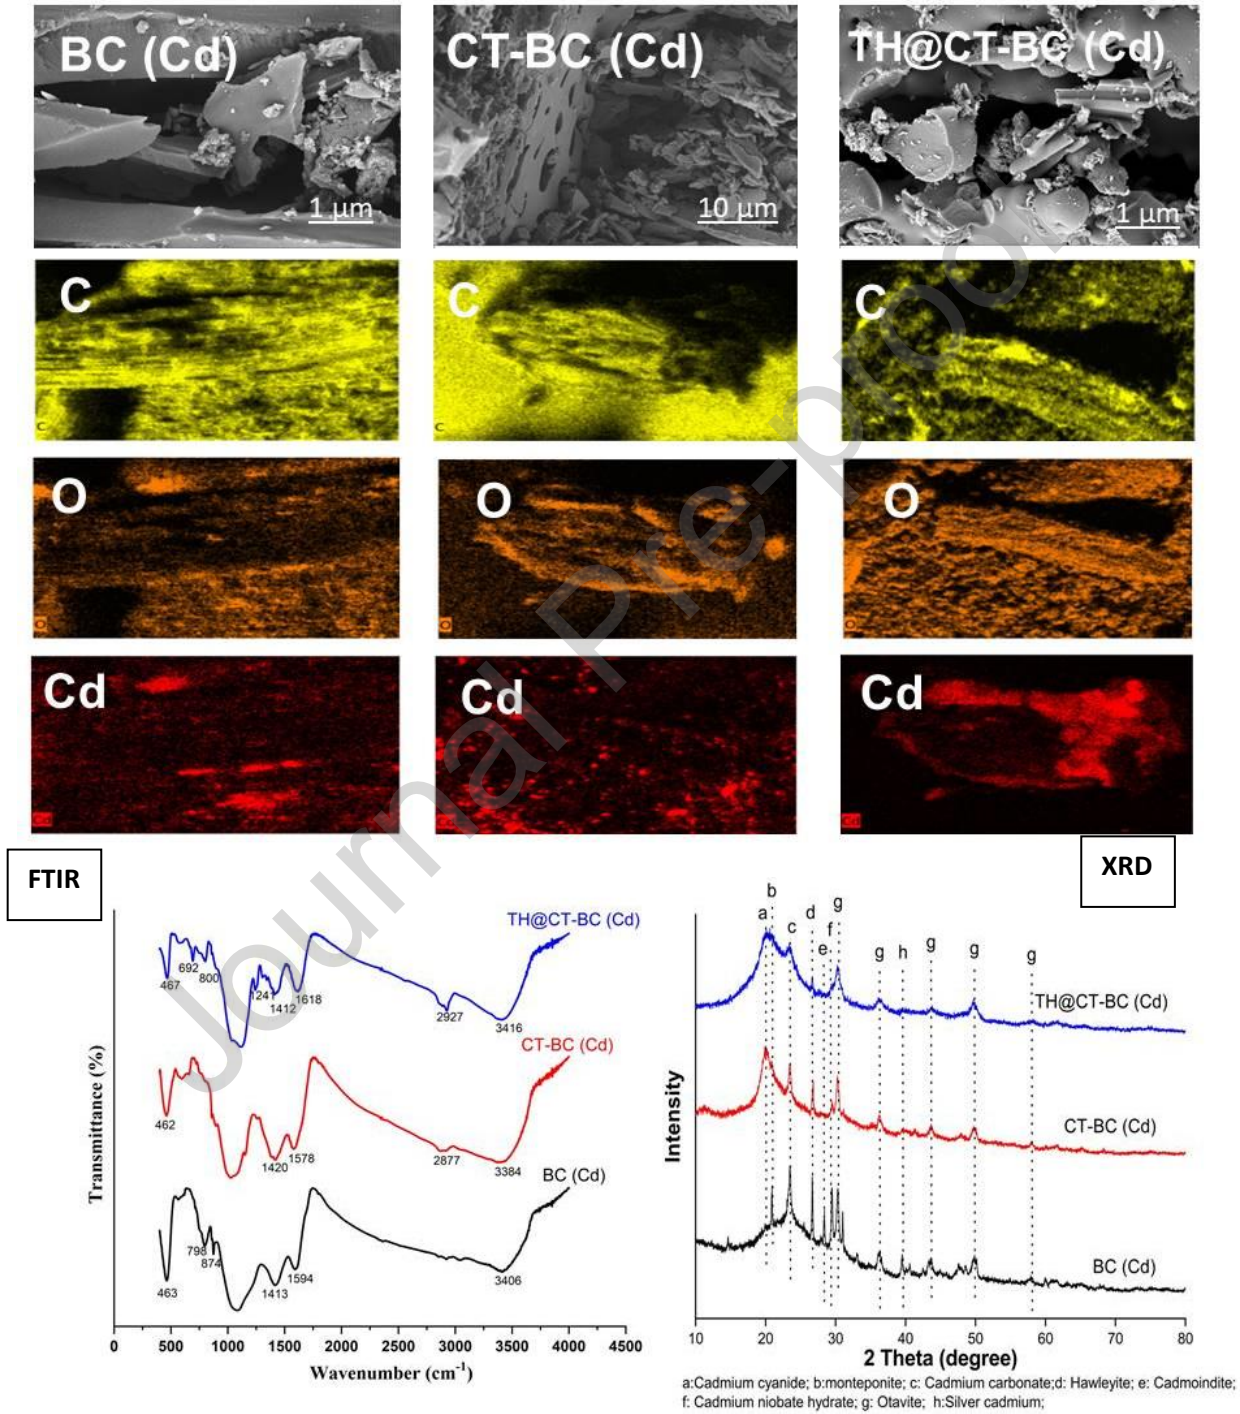 BC (Cd)
CT-BC (Cd)
TH@CT-BC (Cd)
1 µm
10 µm
1 µm
C
C
C
C
C
O
O
O
O
O
O
Cd
Cd
Cd
Cd
Cd
Journal Pre-proof
FTIR
XRD
TH@CT-BC (Cd)
467
692
800
1241
1412
1618
2927
3416
CT-BC (Cd)
462
1420
1578
2877
3384
BC (Cd)
463
798
874
1413
1594
3406
Transmittance (%)
0
500
1000
1500
2000
2500
3000
3500
4000
4500
Wavenumber (cm-1)
a
b
c
d
e
f
g
g
h
g
g
g
TH@CT-BC (Cd)
CT-BC (Cd)
BC (Cd)
Intensity
10
20
30
40
50
60
70
80
2 Theta (degree)
a:Cadmium cyanide; b:monteponite; c: Cadmium carbonate;d: Hawleyite; e: Cadmoindite;
f: Cadmium niobate hydrate; g: Otavite; h:Silver cadmium;